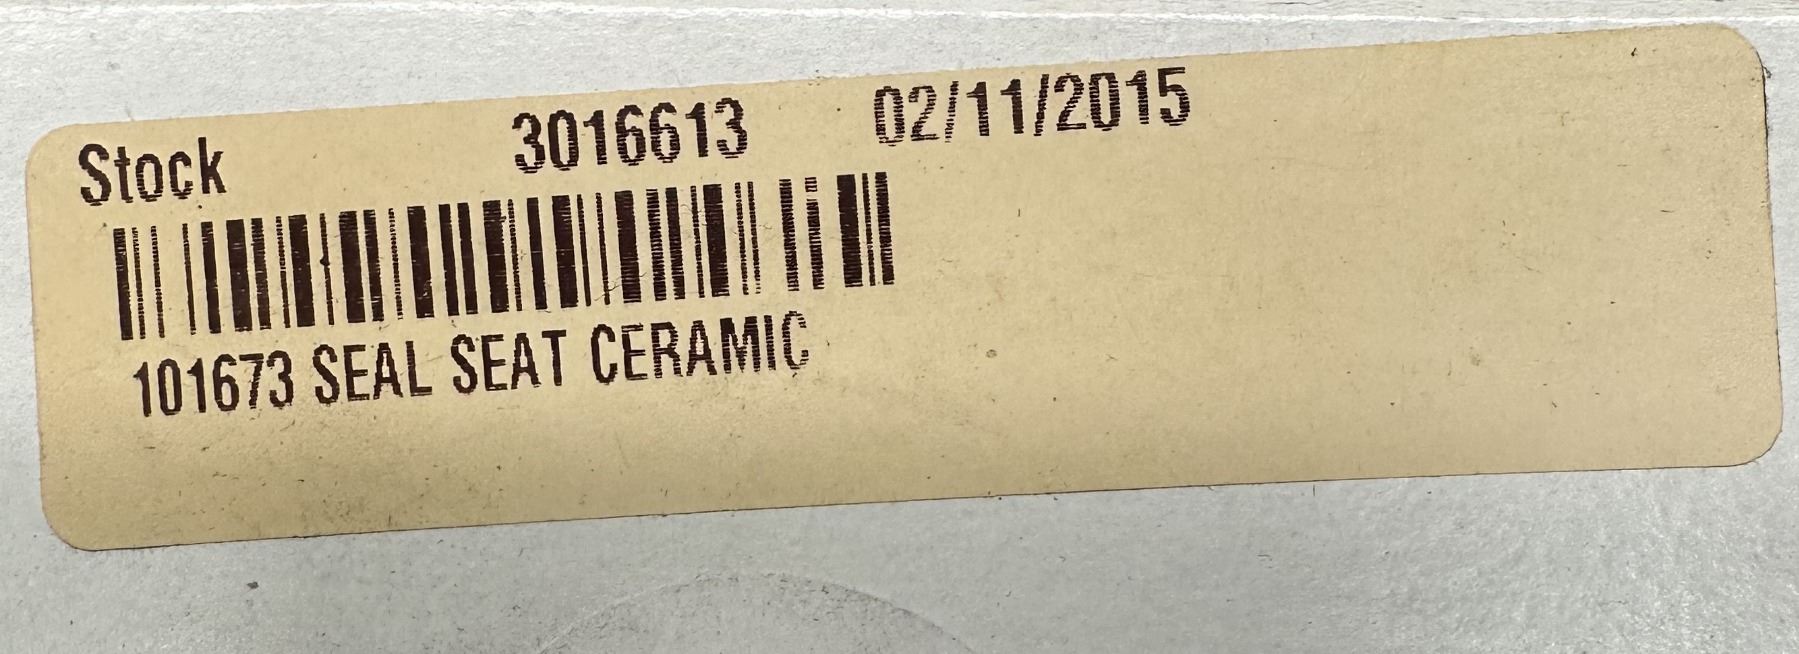 Stock 3016613 02/11/2015
101673 SEAL SEAT CERAMIC